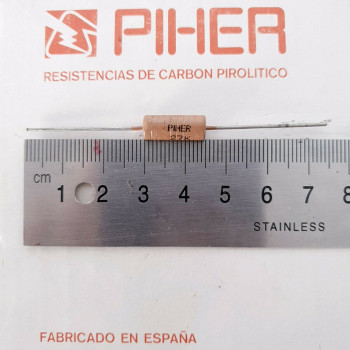 PIHER
RESISTENCIAS DE CARBON PIROLITICO
PIHER
cm 1 2 3 4 5 6 7 8
STAINLESS
FABRICADO EN ESPAÑA